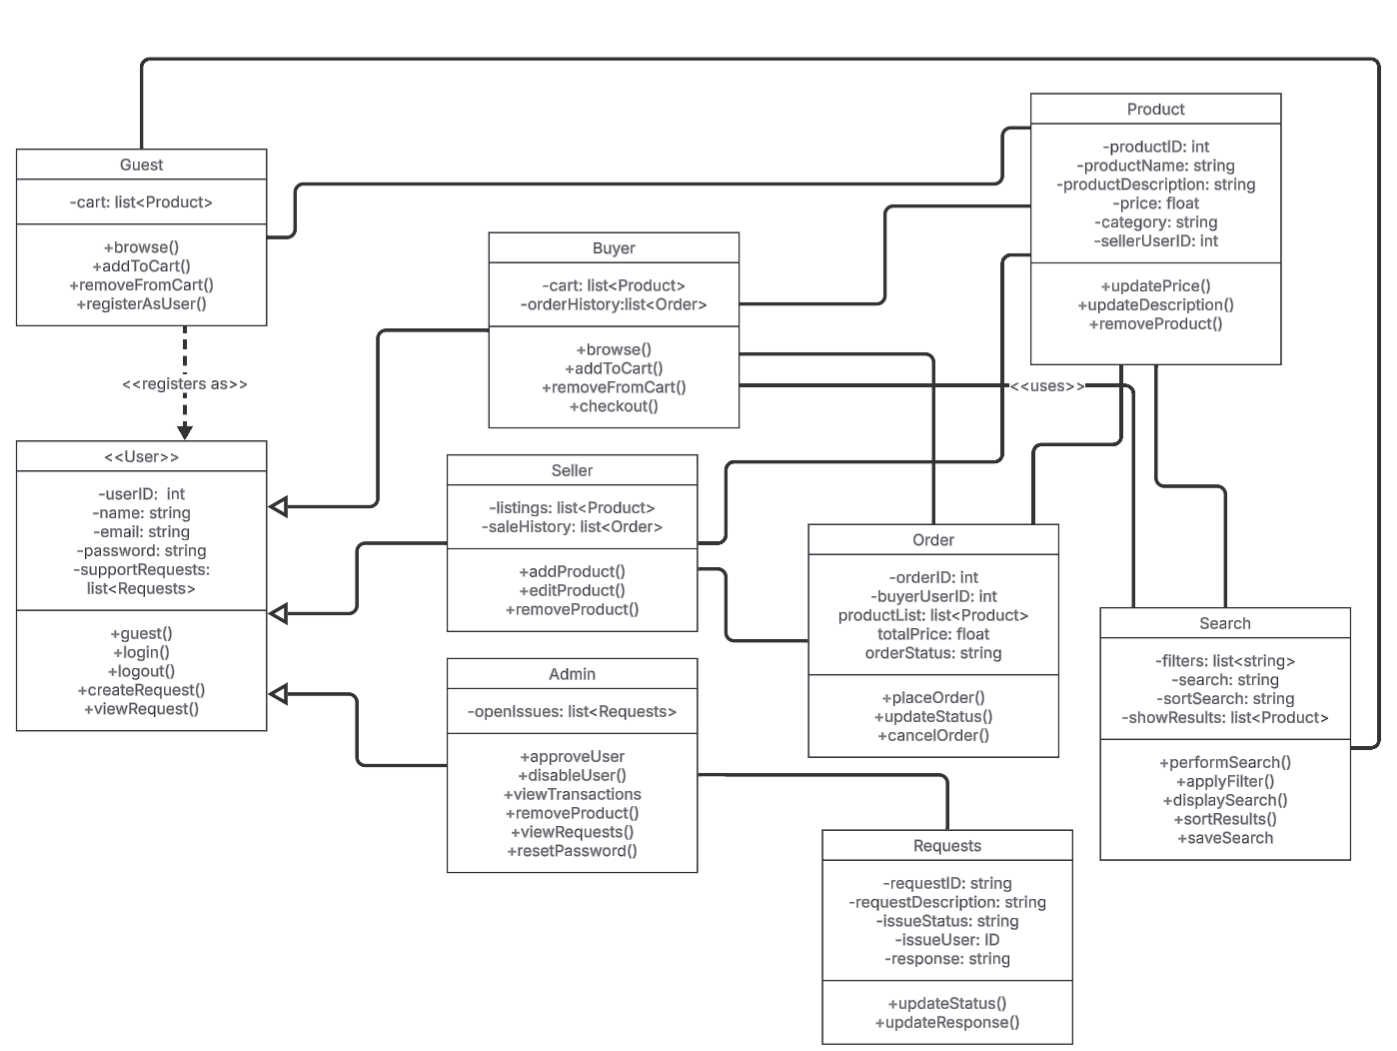 Guest
-cart: list<Product>
+browse()
+addToCart()
+removeFromCart()
+registerAsUser()
<<registers as>>
<<User>>
-userID:  int
-name: string
-email: string
-password: string
-supportRequests:
list<Requests>
+guest()
+login()
+logout()
+createRequest()
+viewRequest()
Buyer
-cart: list<Product>
-orderHistory:list<Order>
+browse()
+addToCart()
+removeFromCart()
+checkout()
<<uses>>
Seller
-listings: list<Product>
-saleHistory: list<Order>
+addProduct()
+editProduct()
+removeProduct()
Admin
-openIssues: list<Requests>
+approveUser
+disableUser()
+viewTransactions
+removeProduct()
+viewRequests()
+resetPassword()
Product
-productID: int
-productName: string
-productDescription: string
-price: float
-category: string
-sellerUserID: int
+updatePrice()
+updateDescription()
+removeProduct()
Order
-orderID: int
-buyerUserID: int
productList: list<Product>
totalPrice: float
orderStatus: string
+placeOrder()
+updateStatus()
+cancelOrder()
Search
-filters: list<string>
-search: string
-sortSearch: string
-showResults: list<Product>
+performSearch()
+applyFilter()
+displaySearch()
+sortResults()
+saveSearch
Requests
-requestID: string
-requestDescription: string
-issueStatus: string
-issueUser: ID
-response: string
+updateStatus()
+updateResponse()